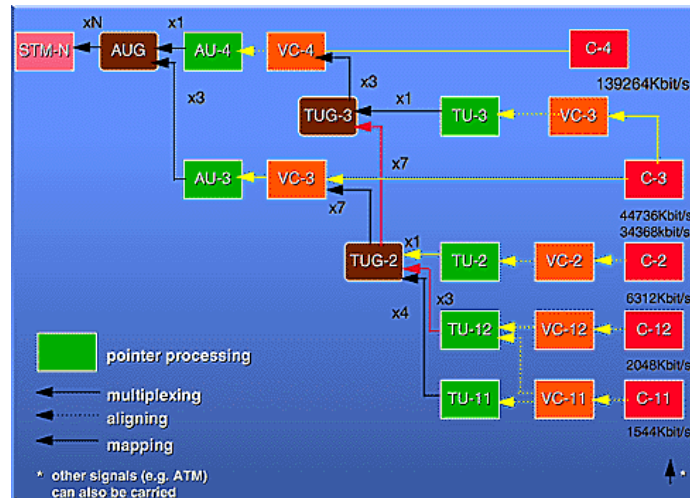 xN
x1
STM-N
AUG
AU-4
VC-4
C-4
x3
x3
139264Kbit/s
x1
TUG-3
TU-3
VC-3
x7
AU-3
VC-3
C-3
x7
44736Kbit/s
34368kbit/s
x1
TUG-2
TU-2
VC-2
C-2
x3
6312Kbit/s
x4
TU-12
VC-12
C-12
pointer processing
2048Kbit/s
multiplexing
TU-11
VC-11
C-11
aligning
1544Kbit/s
mapping
* other signals (e.g. ATM)
can also be carried
*